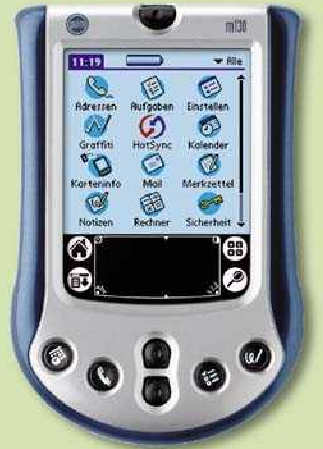 m130
11:19 Alle
Adressen Aufgaben Einstellen
Graffiti HotSync Kalender
Karteninfo Mail Merkzettel
Notizen Rechner Sicherheit